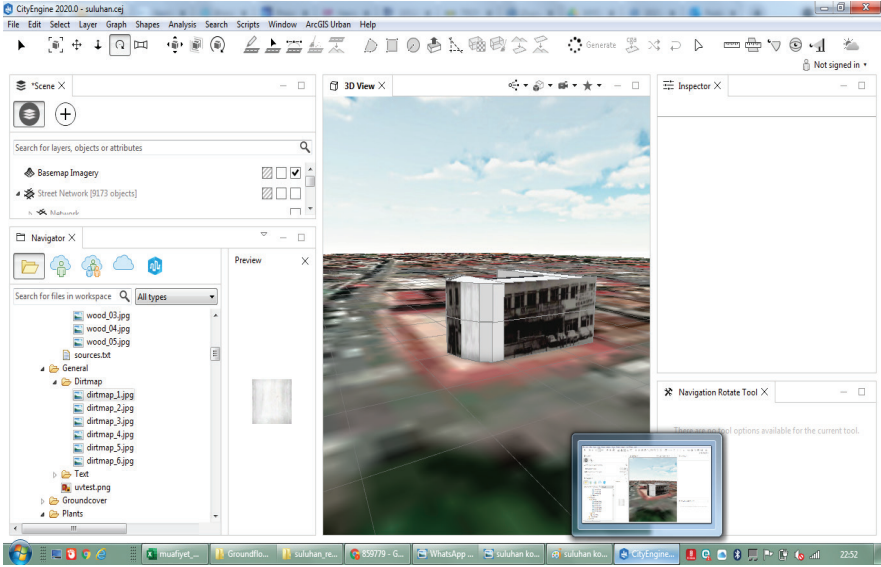 CityEngine 2020.0 - suluhan.cej
File Edit Select Layer Graph Shapes Analysis Search Scripts Window ArcGIS Urban Help
Generate
Not signed in
*Scene
Search for layers, objects or attributes
Basemap Imagery
Street Network [9173 objects]
Network
Navigator
Search for files in workspace
All types
wood_03.jpg
wood_04.jpg
wood_05.jpg
sources.txt
General
Dirtmap
dirtmap_1.jpg
dirtmap_2.jpg
dirtmap_3.jpg
dirtmap_4.jpg
dirtmap_5.jpg
dirtmap_6.jpg
Text
uvtest.png
Groundcover
Plants
Preview
3D View
Inspector
Navigation Rotate Tool
There are no tool options available for the current tool.
muafiyet_...
Groundflo...
suluhan_re...
859779 - G...
WhatsApp ...
suluhan ko...
suluhan ko...
CityEngine...
22:52